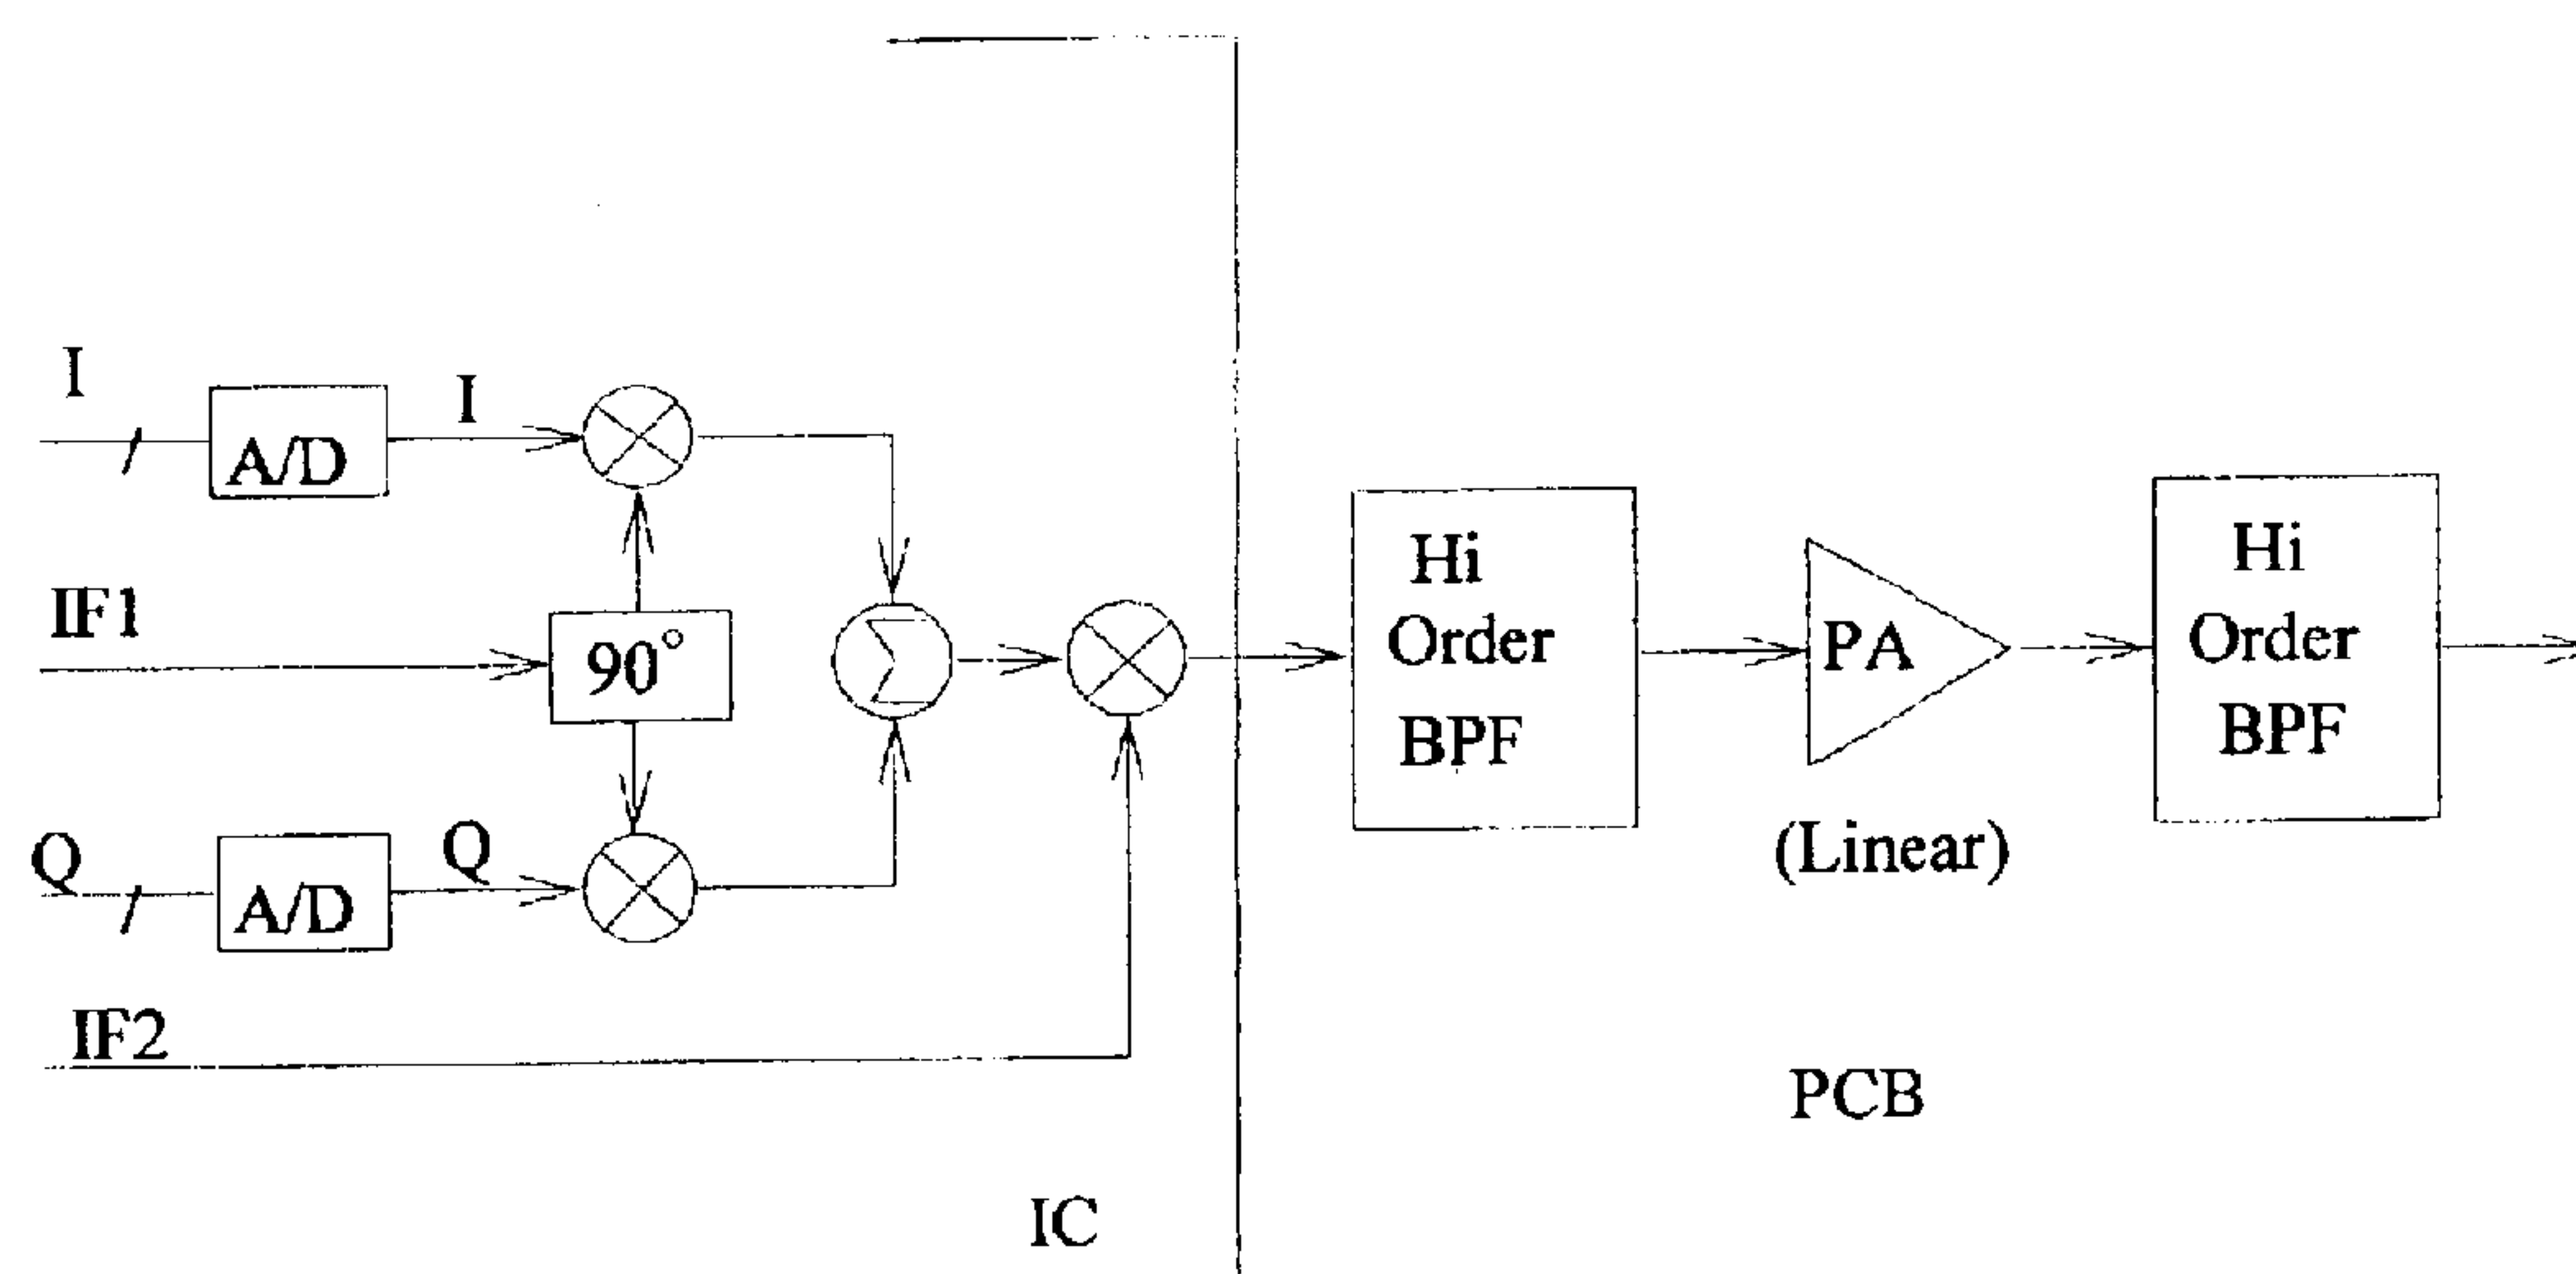 I
A/D
I
IF1
90°
Σ
Q
A/D
Q
IF2
IC
Hi
Order
BPF
PA
(Linear)
Hi
Order
BPF
PCB